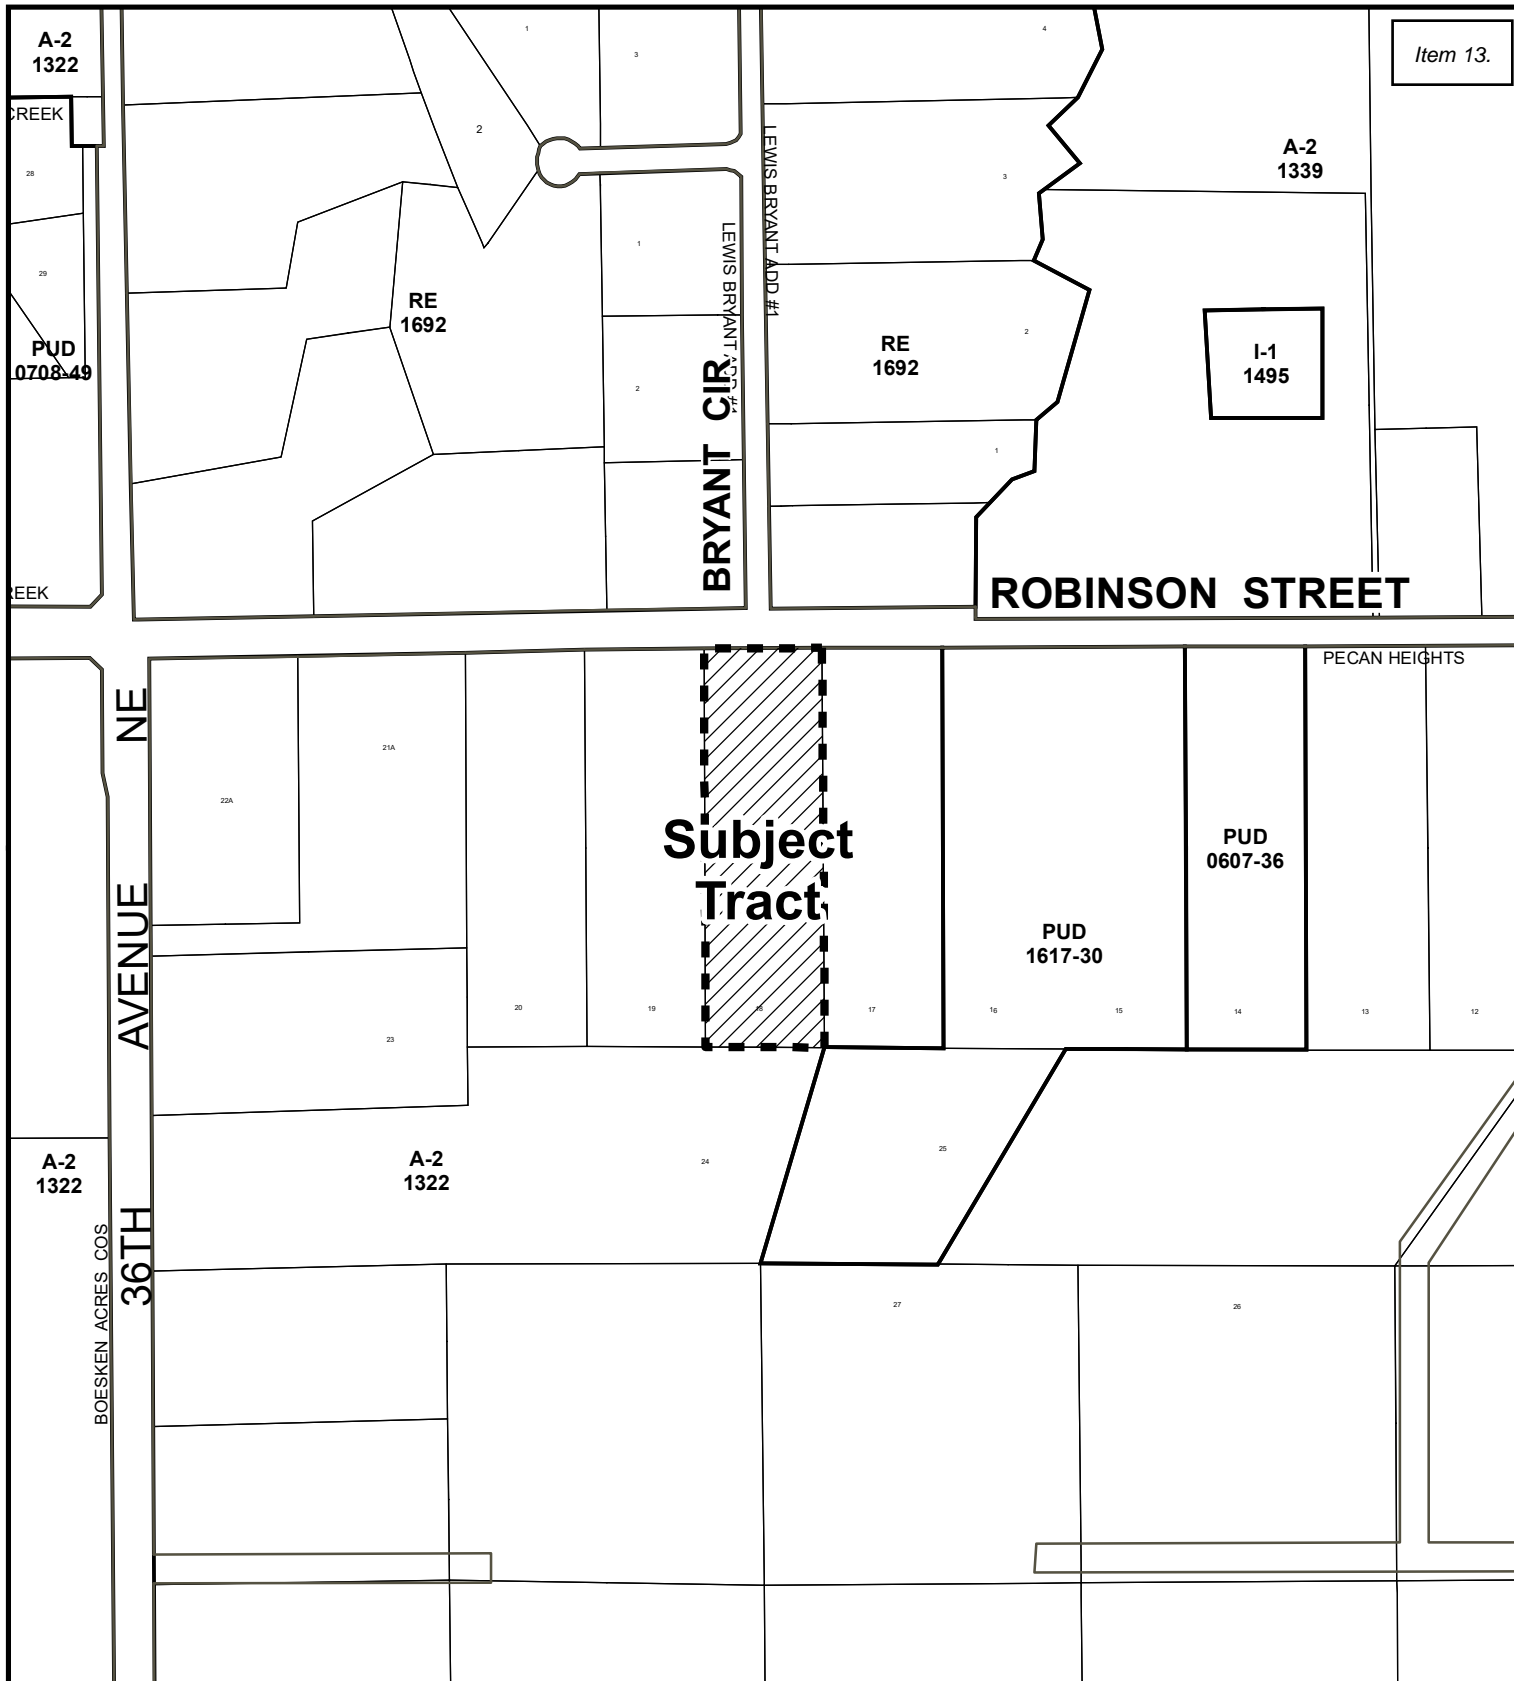 A-2
1322
1
3
4
Item 13.
CREEK
2
LEWIS BRYANT ADD #1
A-2
1339
28
3
LEWIS BRYANT ADD #1
1
29
RE
1692
2
RE
1692
I-1
1495
PUD
0708-49
2
BRYANT CIR
1
REEK
ROBINSON STREET
PECAN HEIGHTS
21A
22A
Subject
Tract
PUD
0607-36
PUD
1617-30
20
19
18
17
16
15
14
13
12
23
36TH AVENUE NE
A-2
1322
A-2
1322
24
25
BOESKEN ACRES COS
27
26